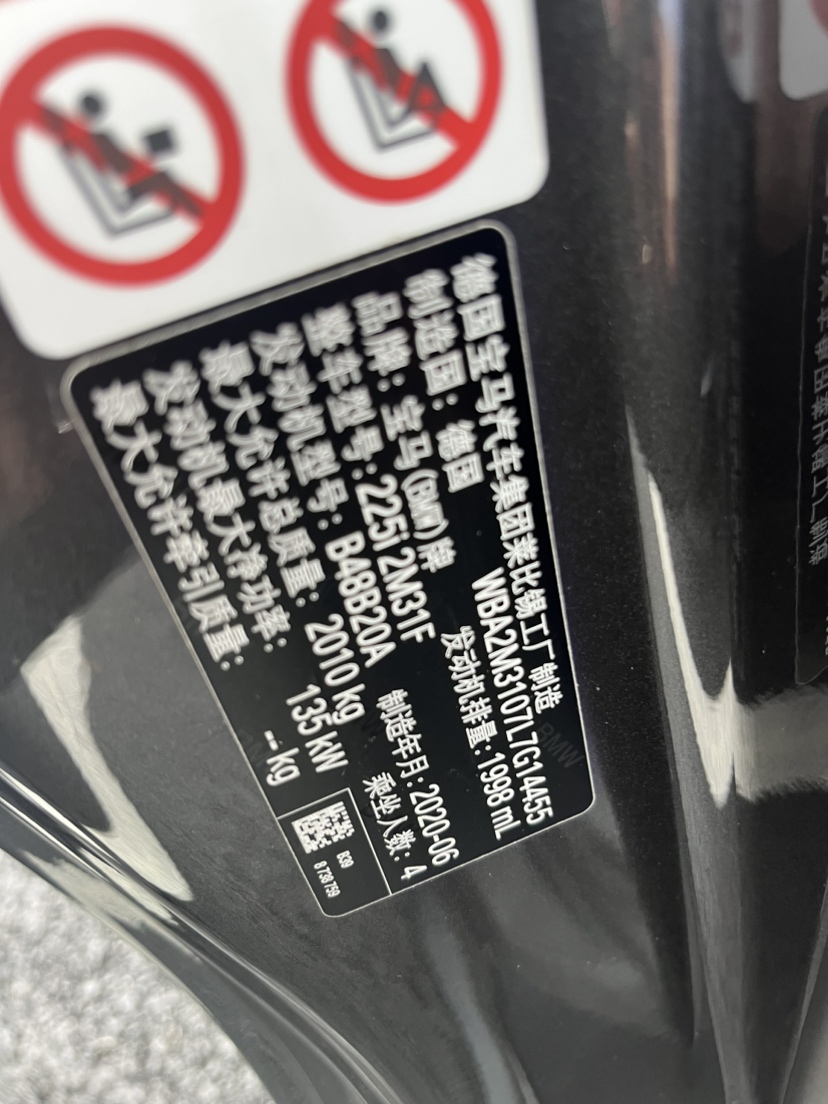 德国宝马汽车集团莱比锡工厂制造
制造国：德国 WBA2M3107L7G14455
品牌：宝马(BMW)牌 发动机排量：1998 mL
整车型号：225i 2M31F
发动机型号：B48B20A 制造年月：2020-06
最大允许总质量：2010 kg 乘坐人数：4
发动机最大净功率：135 kW
最大允许牵引质量：-- kg
B39
8 738 759